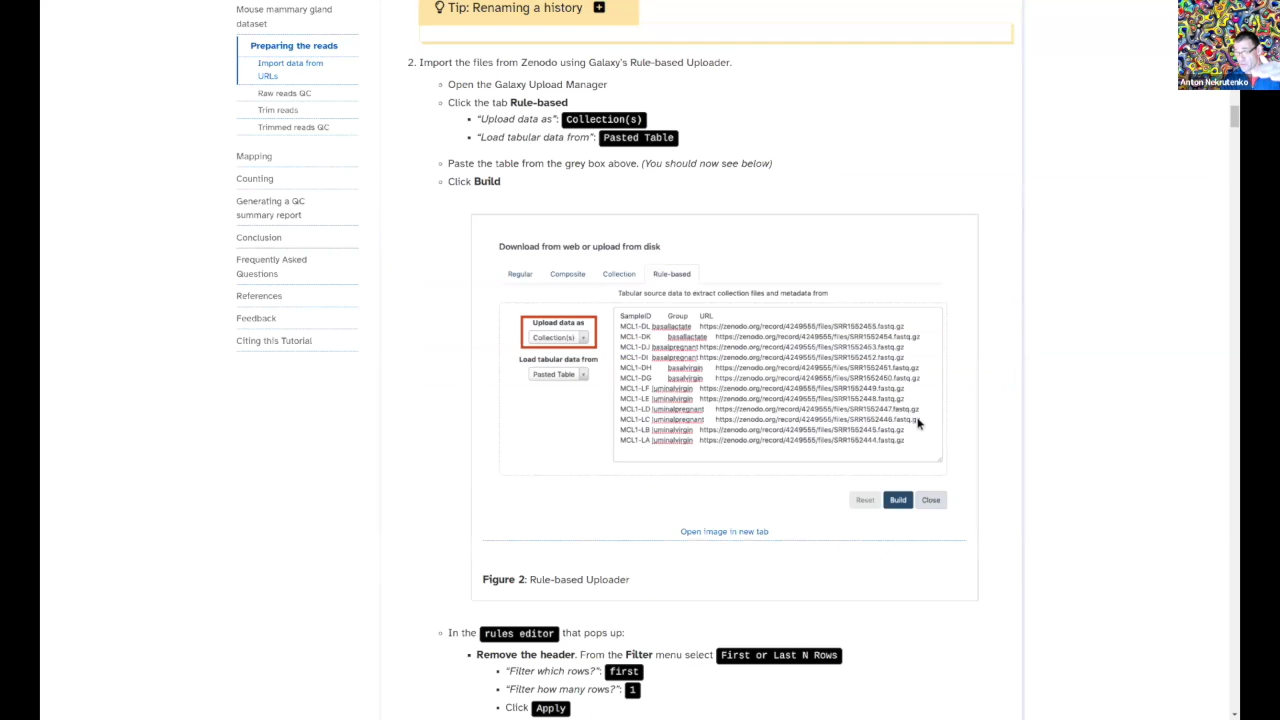 Mouse mammary gland
dataset
Preparing the reads
Import data from
URLs
Raw reads QC
Trim reads
Trimmed reads QC
Mapping
Counting
Generating a QC
summary report
Conclusion
Frequently Asked
Questions
References
Feedback
Citing this Tutorial
Tip: Renaming a history
Anton Nekrutenko
2. Import the files from Zenodo using Galaxy's Rule-based Uploader.
Open the Galaxy Upload Manager
Click the tab Rule-based
"Upload data as": Collection(s)
"Load tabular data from": Pasted Table
Paste the table from the grey box above. (You should now see below)
Click Build
Download from web or upload from disk
Regular Composite Collection Rule-based
Tabular source data to extract collection files and metadata from
Upload data as
Collection(s)
Load tabular data from
Pasted Table
SampleID Group URL
MCL1-DL basallactate https://zenodo.org/record/4249555/files/SRR1552455.fastq.gz
MCL1-DK basallactate https://zenodo.org/record/4249555/files/SRR1552454.fastq.gz
MCL1-DJ basalpregnant https://zenodo.org/record/4249555/files/SRR1552453.fastq.gz
MCL1-DI basalpregnant https://zenodo.org/record/4249555/files/SRR1552452.fastq.gz
MCL1-DH basalvirgin https://zenodo.org/record/4249555/files/SRR1552451.fastq.gz
MCL1-DG basalvirgin https://zenodo.org/record/4249555/files/SRR1552450.fastq.gz
MCL1-LF luminalvirgin https://zenodo.org/record/4249555/files/SRR1552449.fastq.gz
MCL1-LE luminalvirgin https://zenodo.org/record/4249555/files/SRR1552448.fastq.gz
MCL1-LD luminalpregnant https://zenodo.org/record/4249555/files/SRR1552447.fastq.gz
MCL1-LC luminalpregnant https://zenodo.org/record/4249555/files/SRR1552446.fastq.gz
MCL1-LB luminalvirgin https://zenodo.org/record/4249555/files/SRR1552445.fastq.gz
MCL1-LA luminalvirgin https://zenodo.org/record/4249555/files/SRR1552444.fastq.gz
Reset Build Close
Open image in new tab
Figure 2: Rule-based Uploader
In the rules editor that pops up:
Remove the header. From the Filter menu select First or Last N Rows
"Filter which rows?": first
"Filter how many rows?": 1
Click Apply